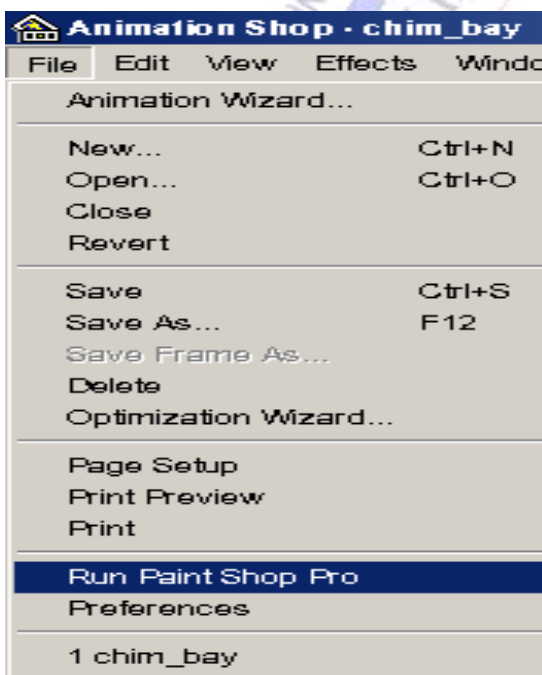 Animation Shop - chim_bay
File Edit View Effects
Animation Wizard...
New... Ctrl+N
Open... Ctrl+O
Close
Revert
Save Ctrl+S
Save As... F12
Save Frame As...
Delete
Optimization Wizard...
Page Setup
Print Preview
Print
Run Paint Shop Pro
Preferences
1 chim_bay